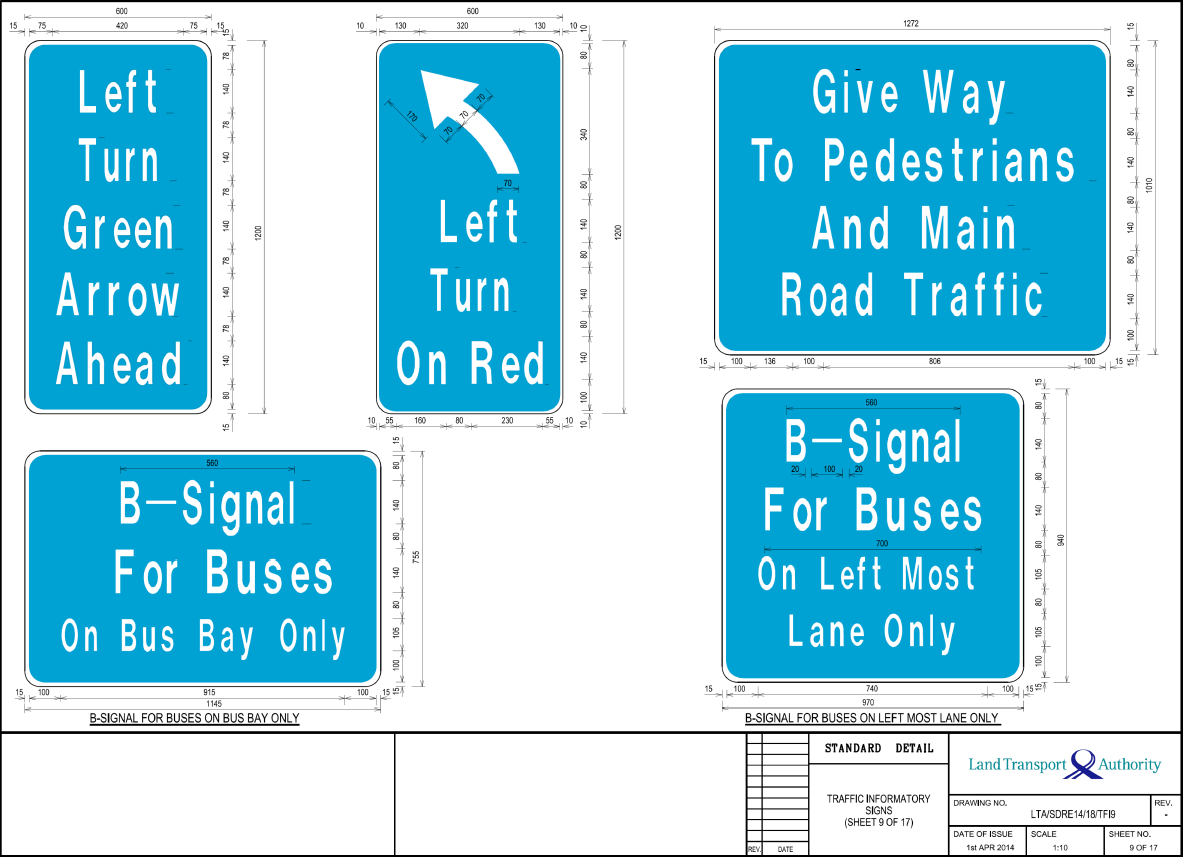 600
15 75 420 75 15
Left
Turn
Green
Arrow
Ahead
15
78
140
78
140
78
140
78
140
78
140
80
15
1200
600
10 130 320 130 10
170
70
70
70
70
Left
Turn
On Red
10
80
340
80
140
80
140
80
140
100
10
1200
10 55 160 80 230 55 10
1272
Give Way
To Pedestrians
And Main
Road Traffic
15
80
140
80
140
80
140
80
140
100
15
1010
15 100 136 100 806 100 15
560
B—Signal
For Buses
On Bus Bay Only
15
80
140
80
140
80
105
100
15
755
15 100 915 100 15
1145
B-SIGNAL FOR BUSES ON BUS BAY ONLY
560
B—Signal
20 100 20
For Buses
700
On Left Most
Lane Only
15
80
140
80
140
80
105
80
105
100
15
940
15 100 740 100 15
970
B-SIGNAL FOR BUSES ON LEFT MOST LANE ONLY
REV. DATE
STANDARD DETAIL
TRAFFIC INFORMATORY
SIGNS
(SHEET 9 OF 17)
Land Transport Authority
DRAWING NO.
LTA/SDRE14/18/TFI9
REV.
-
DATE OF ISSUE
1st APR 2014
SCALE
1:10
SHEET NO.
9 OF 17